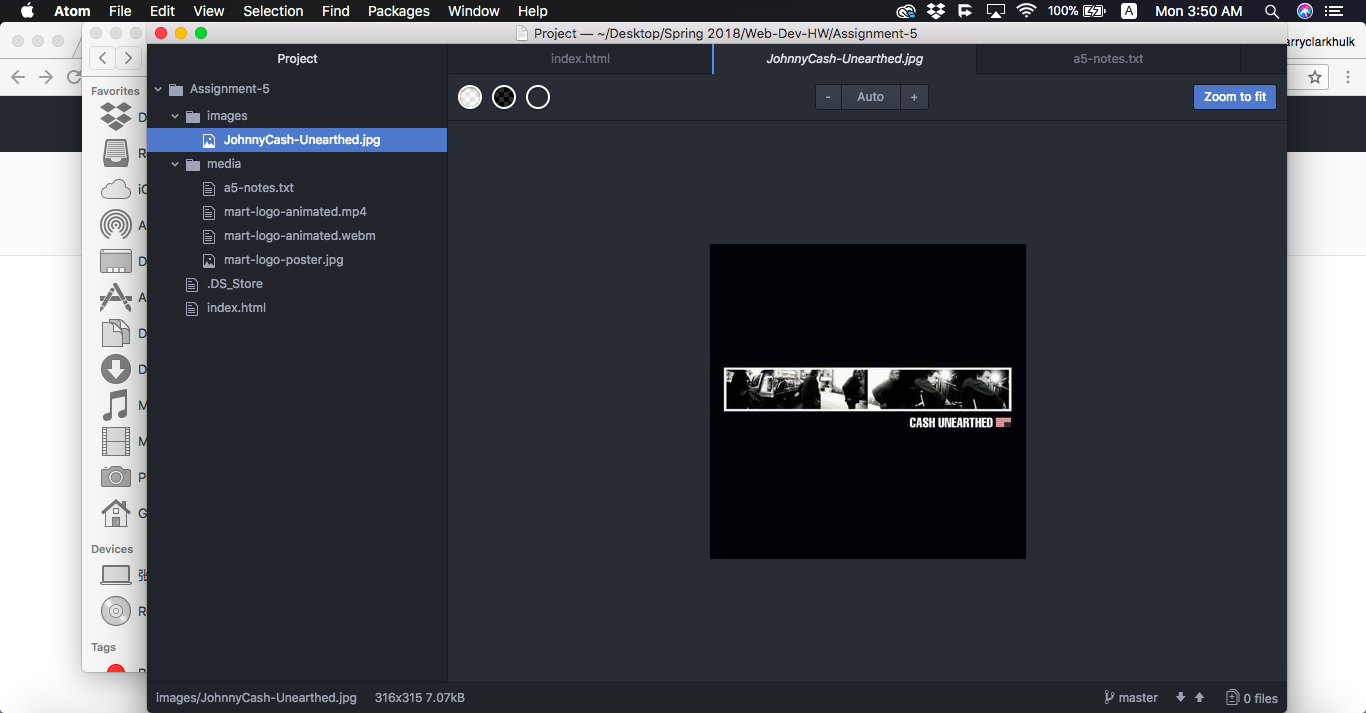 Atom File Edit View Selection Find Packages Window Help 100% A Mon 3:50 AM
Project — ~/Desktop/Spring 2018/Web-Dev-HW/Assignment-5
arryclarkhulk
Project
index.html
JohnnyCash-Unearthed.jpg
a5-notes.txt
Favorites
Devices
Tags
Assignment-5
images
JohnnyCash-Unearthed.jpg
media
a5-notes.txt
mart-logo-animated.mp4
mart-logo-animated.webm
mart-logo-poster.jpg
.DS_Store
index.html
- Auto +
Zoom to fit
CASH UNEARTHED
images/JohnnyCash-Unearthed.jpg 316x315 7.07kB
master
0 files